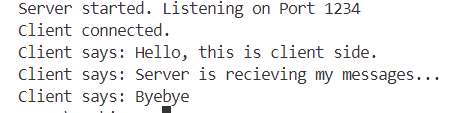 Server started. Listening on Port 1234
Client connected.
Client says: Hello, this is client side.
Client says: Server is recieving my messages...
Client says: Byebye